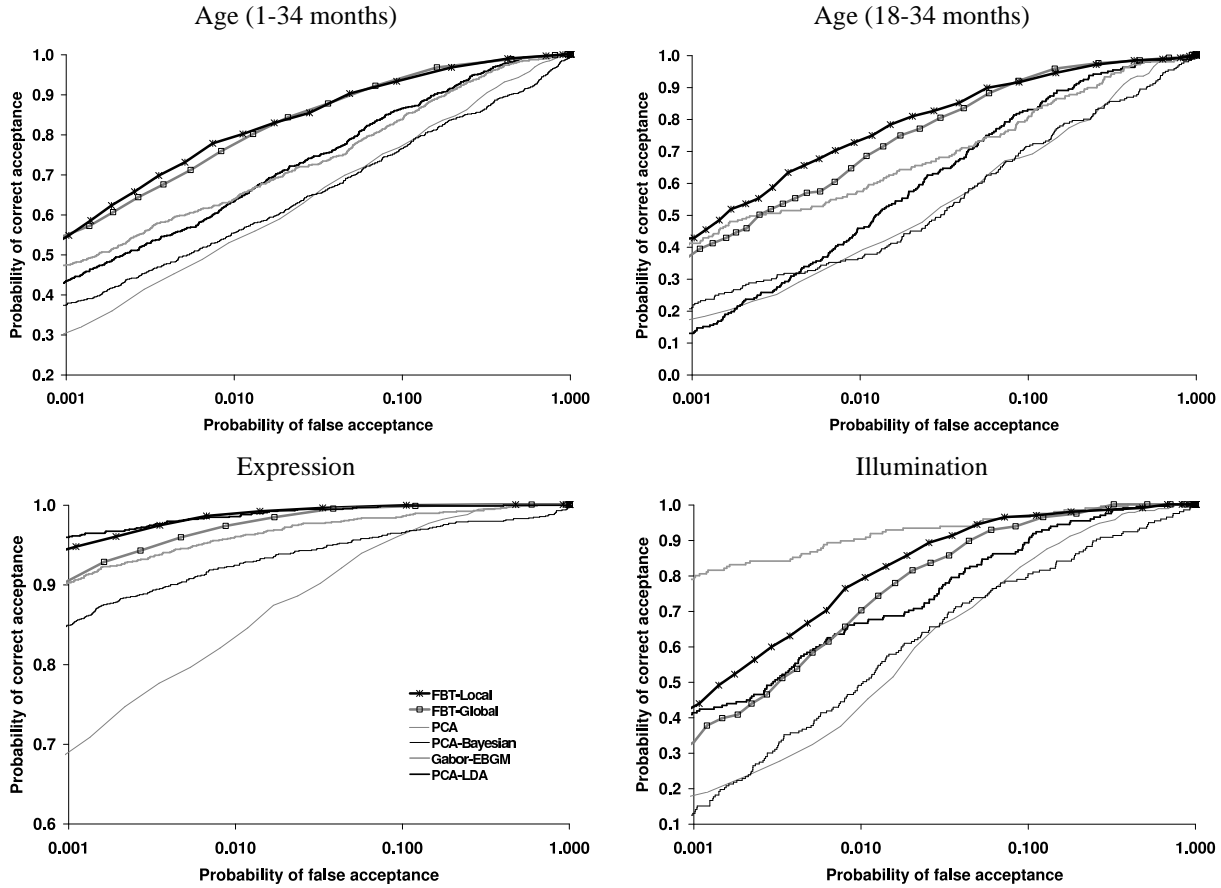 Age (1-34 months)
Probability of correct acceptance
1.0
0.9
0.8
0.7
0.6
0.5
0.4
0.3
0.2
0.001 0.010 0.100 1.000
Probability of false acceptance
Age (18-34 months)
Probability of correct acceptance
1.0
0.9
0.8
0.7
0.6
0.5
0.4
0.3
0.2
0.1
0.0
0.001 0.010 0.100 1.000
Probability of false acceptance
Expression
Probability of correct acceptance
1.0
0.9
0.8
0.7
0.6
FBT-Local
FBT-Global
PCA
PCA-Bayesian
Gabor-EBGM
PCA-LDA
0.001 0.010 0.100 1.000
Probability of false acceptance
Illumination
Probability of correct acceptance
1.0
0.9
0.8
0.7
0.6
0.5
0.4
0.3
0.2
0.1
0.001 0.010 0.100 1.000
Probability of false acceptance